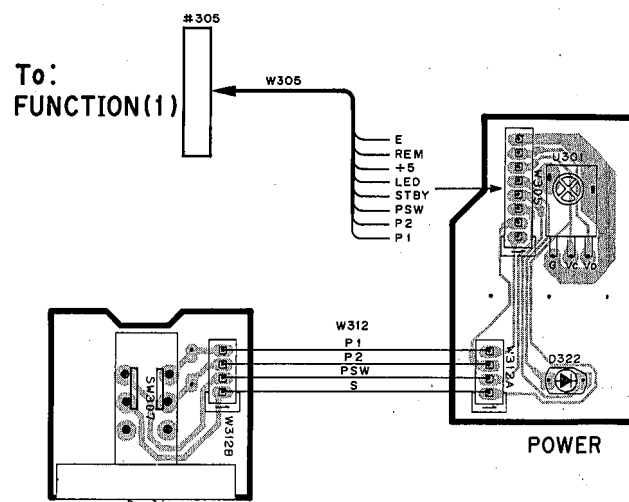 #305
To:
FUNCTION(1)
W305
E
REM
+5
LED
STBY
PSW
P2
P1
W305
U301
G Vc Vo
W312
P1
P2
PSW
S
W312A
D322
SW307
W312B
POWER